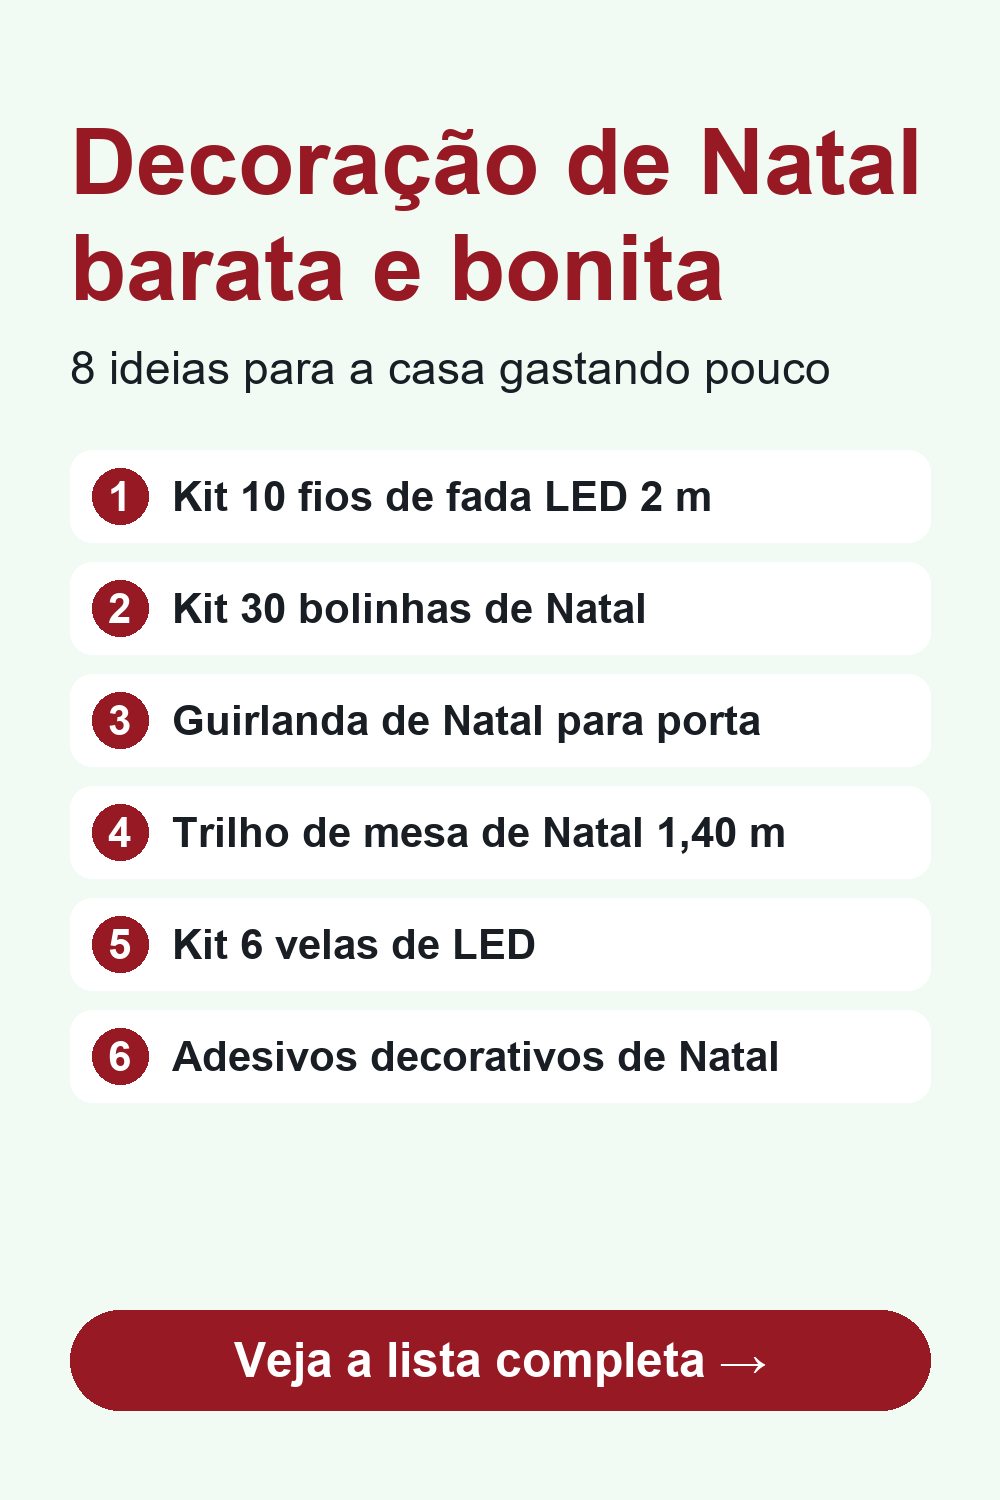 Decoração de Natal
barata e bonita
8 ideias para a casa gastando pouco
1 Kit 10 fios de fada LED 2 m
2 Kit 30 bolinhas de Natal
3 Guirlanda de Natal para porta
4 Trilho de mesa de Natal 1,40 m
5 Kit 6 velas de LED
6 Adesivos decorativos de Natal
Veja a lista completa →